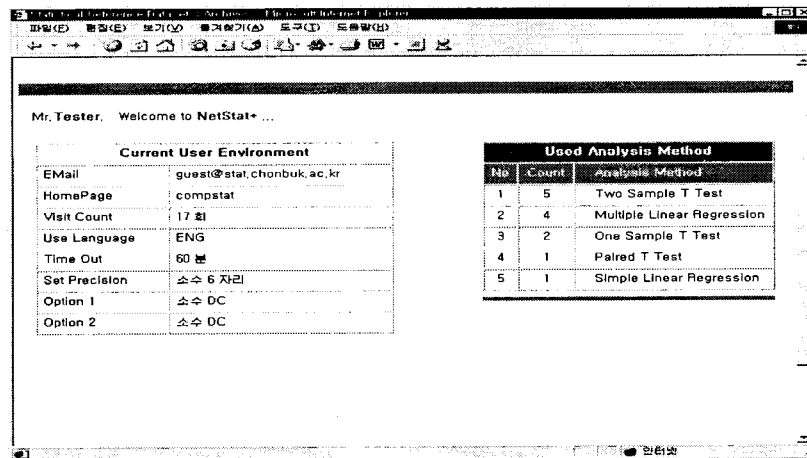 Microsoft Internet Explorer
파일(F) 편집(E) 보기(V) 즐겨찾기(A) 도구(T) 도움말(H)
Mr. Tester. Welcome to NetStat+ ...
Current User Environment
EMail guest@stat.chonbuk.ac.kr
HomePage compstat
Visit Count 17 회
Use Language ENG
Time Out 60 분
Set Precision 소수 6 자리
Option 1 소수 DC
Option 2 소수 DC
Used Analysis Method
No Count Analysis Method
1 5 Two Sample T Test
2 4 Multiple Linear Regression
3 2 One Sample T Test
4 1 Paired T Test
5 1 Simple Linear Regression
인터넷